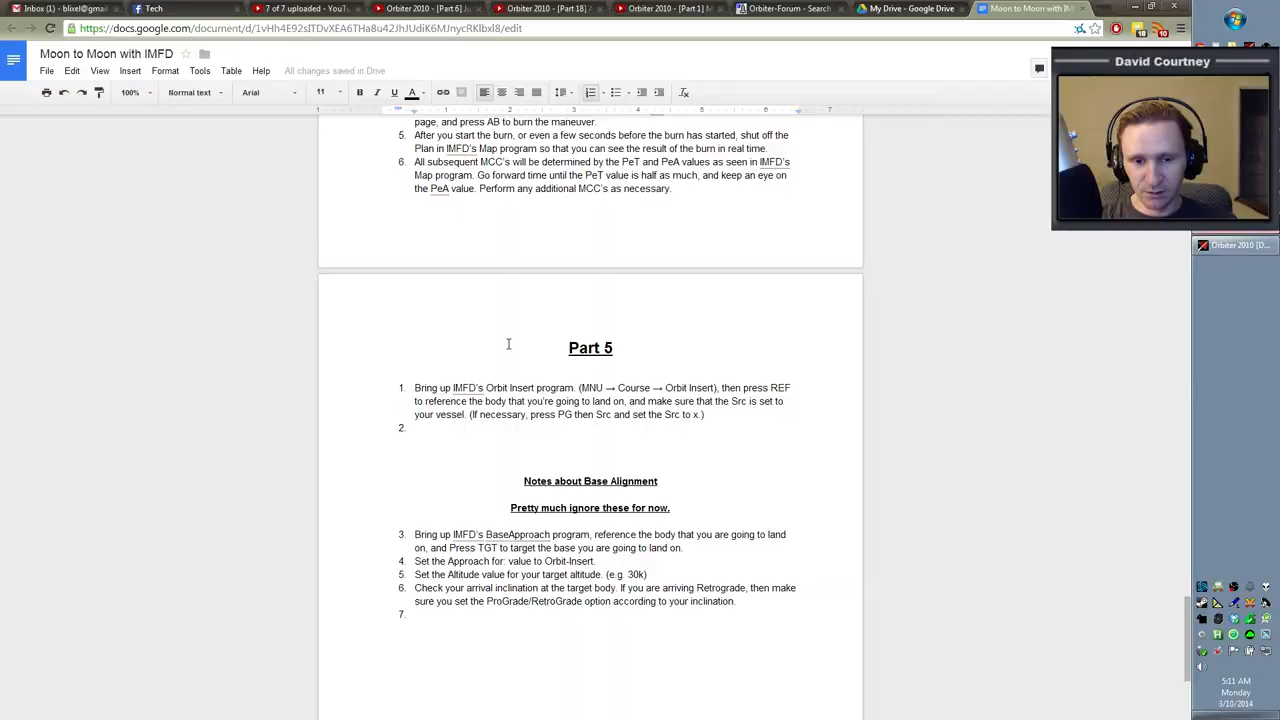 Inbox (1) - blixel@gmail
Tech
7 of 7 uploaded - YouT
Orbiter 2010 - [Part 6] Ju
Orbiter 2010 - [Part 18] J
Orbiter 2010 - [Part 1] M
Orbiter-Forum - Search
My Drive - Google Drive
Moon to Moon with IM
David Courtney
Moon to Moon with IMFD
File Edit View Insert Format Tools Table Help All changes saved in Drive
100% Normal text Arial 11 B I U A
page, and press AB to burn the maneuver.
5. After you start the burn, or even a few seconds before the burn has started, shut off the
Plan in IMFD's Map program so that you can see the result of the burn in real time.
6. All subsequent MCC's will be determined by the PeT and PeA values as seen in IMFD's
Map program. Go forward time until the PeT value is half as much, and keep an eye on
the PeA value. Perform any additional MCC's as necessary.
Orbiter 2010 [D...
Part 5
1. Bring up IMFD's Orbit Insert program. (MNU → Course → Orbit Insert), then press REF
to reference the body that you're going to land on, and make sure that the Src is set to
your vessel. (If necessary, press PG then Src and set the Src to x.)
2.
Notes about Base Alignment
Pretty much ignore these for now.
3. Bring up IMFD's BaseApproach program, reference the body that you are going to land
on, and Press TGT to target the base you are going to land on.
4. Set the Approach for: value to Orbit-Insert.
5. Set the Altitude value for your target altitude. (e.g. 30k)
6. Check your arrival inclination at the target body. If you are arriving Retrograde, then make
sure you set the ProGrade/RetroGrade option according to your inclination.
7.
5:11 AM
Monday
3/10/2014